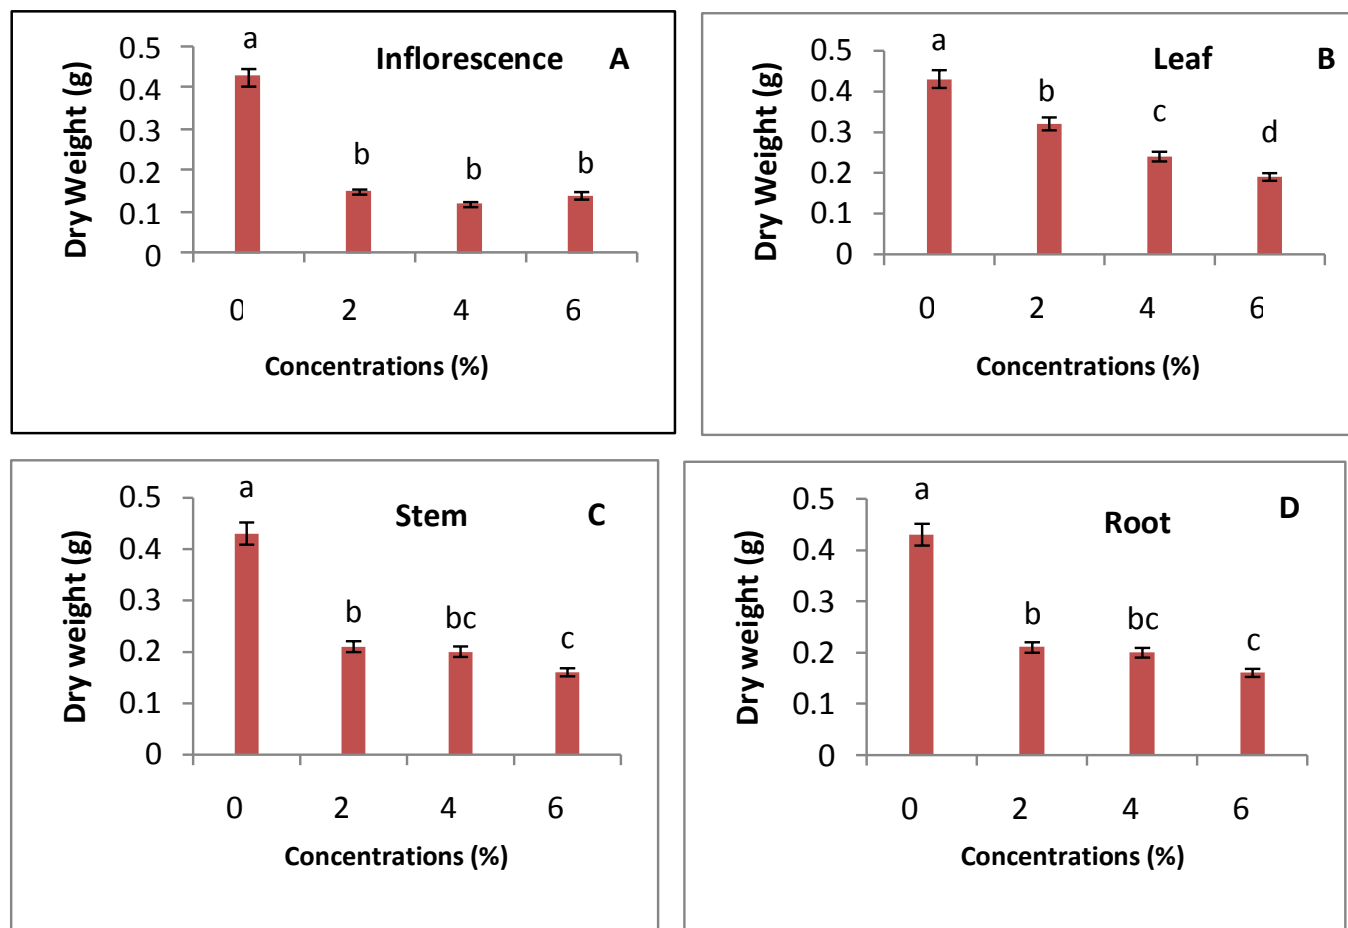 Inflorescence A
Dry Weight (g)
0.5
0.4
0.3
0.2
0.1
0
a
b
b
b
0 2 4 6
Concentrations (%)
Leaf B
Dry Weight (g)
0.5
0.4
0.3
0.2
0.1
0
a
b
c
d
0 2 4 6
Concentrations (%)
Stem C
Dry weight (g)
0.5
0.4
0.3
0.2
0.1
0
a
b
bc
c
0 2 4 6
Concentrations (%)
Root D
Dry weight (g)
0.5
0.4
0.3
0.2
0.1
0
a
b
bc
c
0 2 4 6
Concentrations (%)